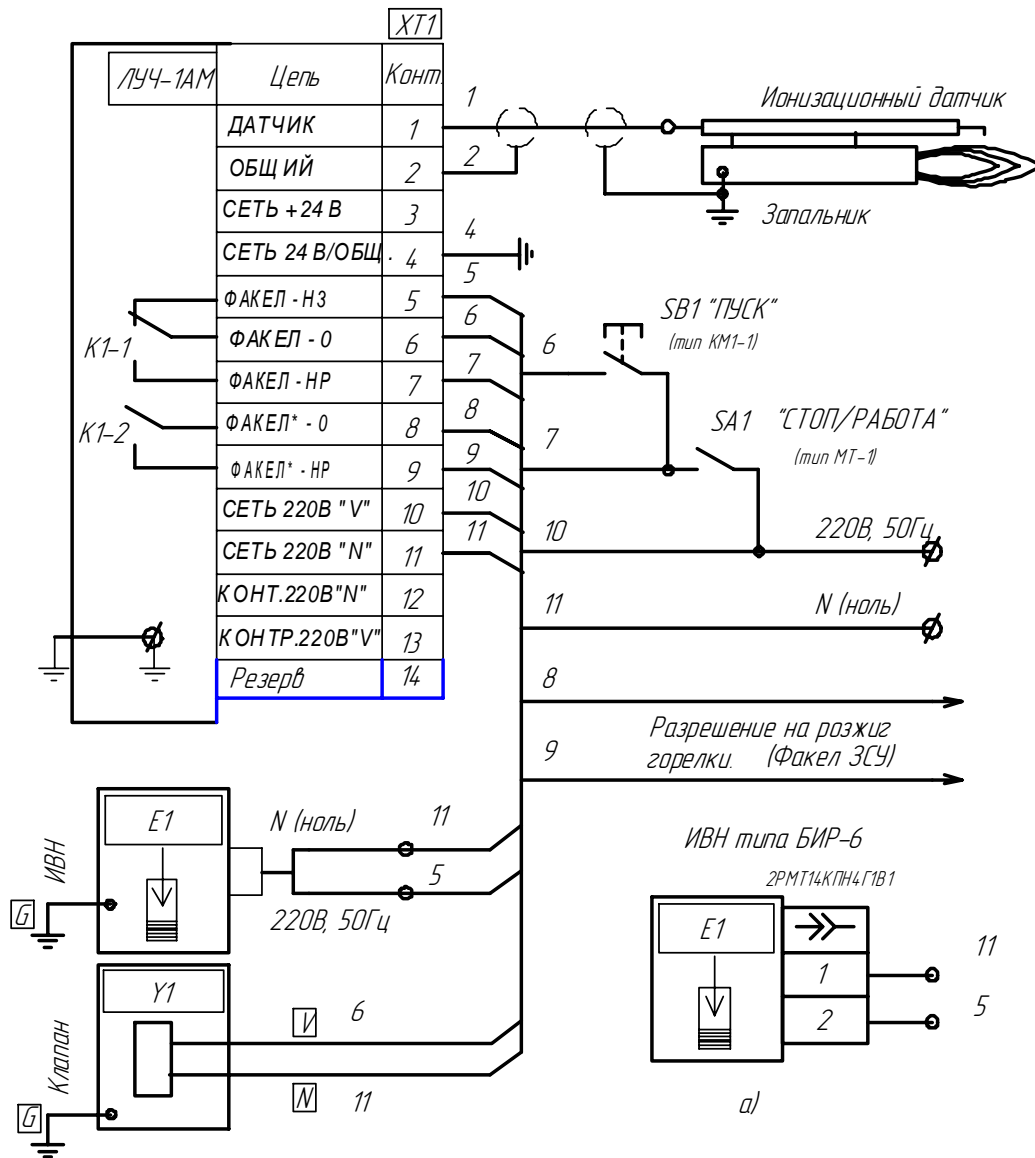 XT1
ЛУЧ-1АМ Цепь Конт.
ДАТЧИК 1 1
ОБЩИЙ 2 2
СЕТЬ +24 В 3
СЕТЬ 24 В/ОБЩ. 4 4
ФАКЕЛ - НЗ 5 5
ФАКЕЛ - 0 6 6
ФАКЕЛ - НР 7 7
ФАКЕЛ* - 0 8 8
ФАКЕЛ* - НР 9 9
СЕТЬ 220В "V" 10 10
СЕТЬ 220В "N" 11 11
КОНТ.220В"N" 12
КОНТР.220В"V" 13
Резерв 14
К1-1
К1-2
Ионизационный датчик
Запальник
SB1 "ПУСК"
(тип КМ1-1)
6
SA1 "СТОП/РАБОТА"
(тип МТ-1)
7
10 220В, 50Гц
11 N (ноль)
8
Разрешение на розжиг
горелки. (Факел ЗСУ)
9
E1
ИВН
G
N (ноль) 11
5
220В, 50Гц
Y1
Клапан
G
V 6
N 11
ИВН типа БИР-6
2РМТ14КПН4Г1В1
E1
1 11
2 5
а)